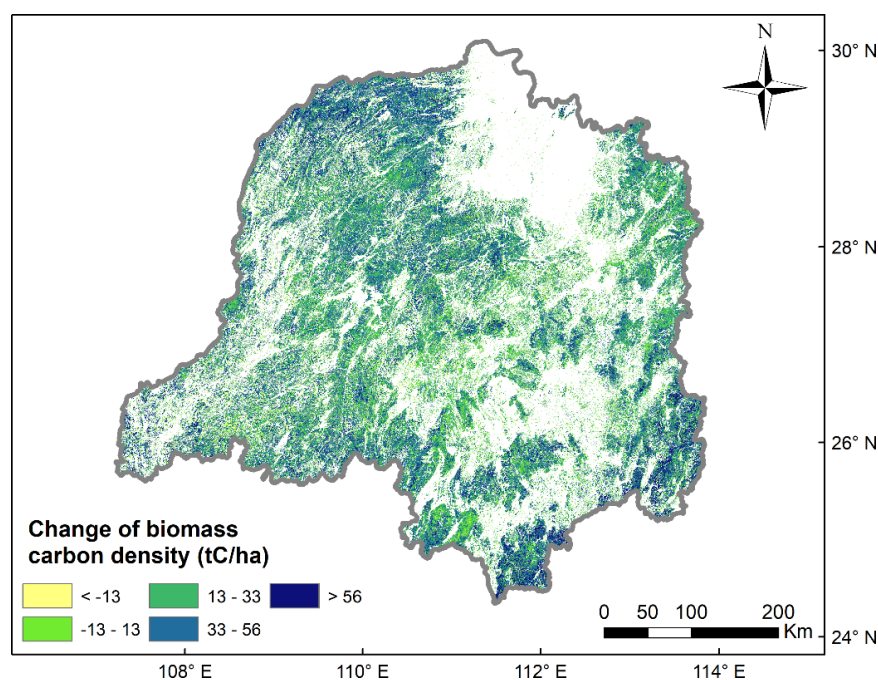 N
30° N
28° N
26° N
24° N
Change of biomass
carbon density (tC/ha)
< -13 13 - 33 > 56
-13 - 13 33 - 56
0 50 100 200
Km
108° E 110° E 112° E 114° E